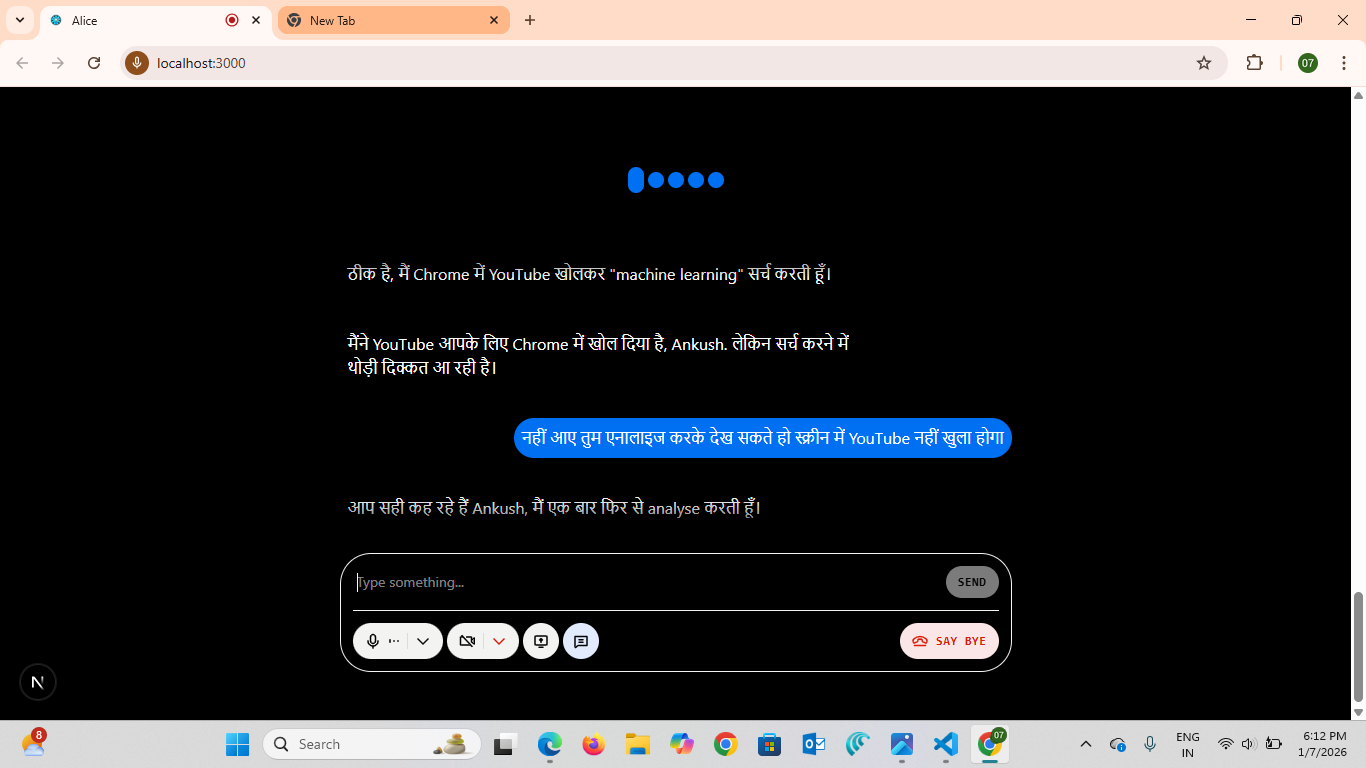 Alice
New Tab
localhost:3000
07
ठीक है, मैं Chrome में YouTube खोलकर "machine learning" सर्च करती हूँ।
मैंने YouTube आपके लिए Chrome में खोल दिया है, Ankush. लेकिन सर्च करने में
थोड़ी दिक्कत आ रही है।
नहीं आए तुम एनालाइज करके देख सकते हो स्क्रीन में YouTube नहीं खुला होगा
आप सही कह रहे हैं Ankush, मैं एक बार फिर से analyse करती हूँ।
Type something...
SEND
SAY BYE
N
8
Search
07
ENG
IN
6:12 PM
1/7/2026